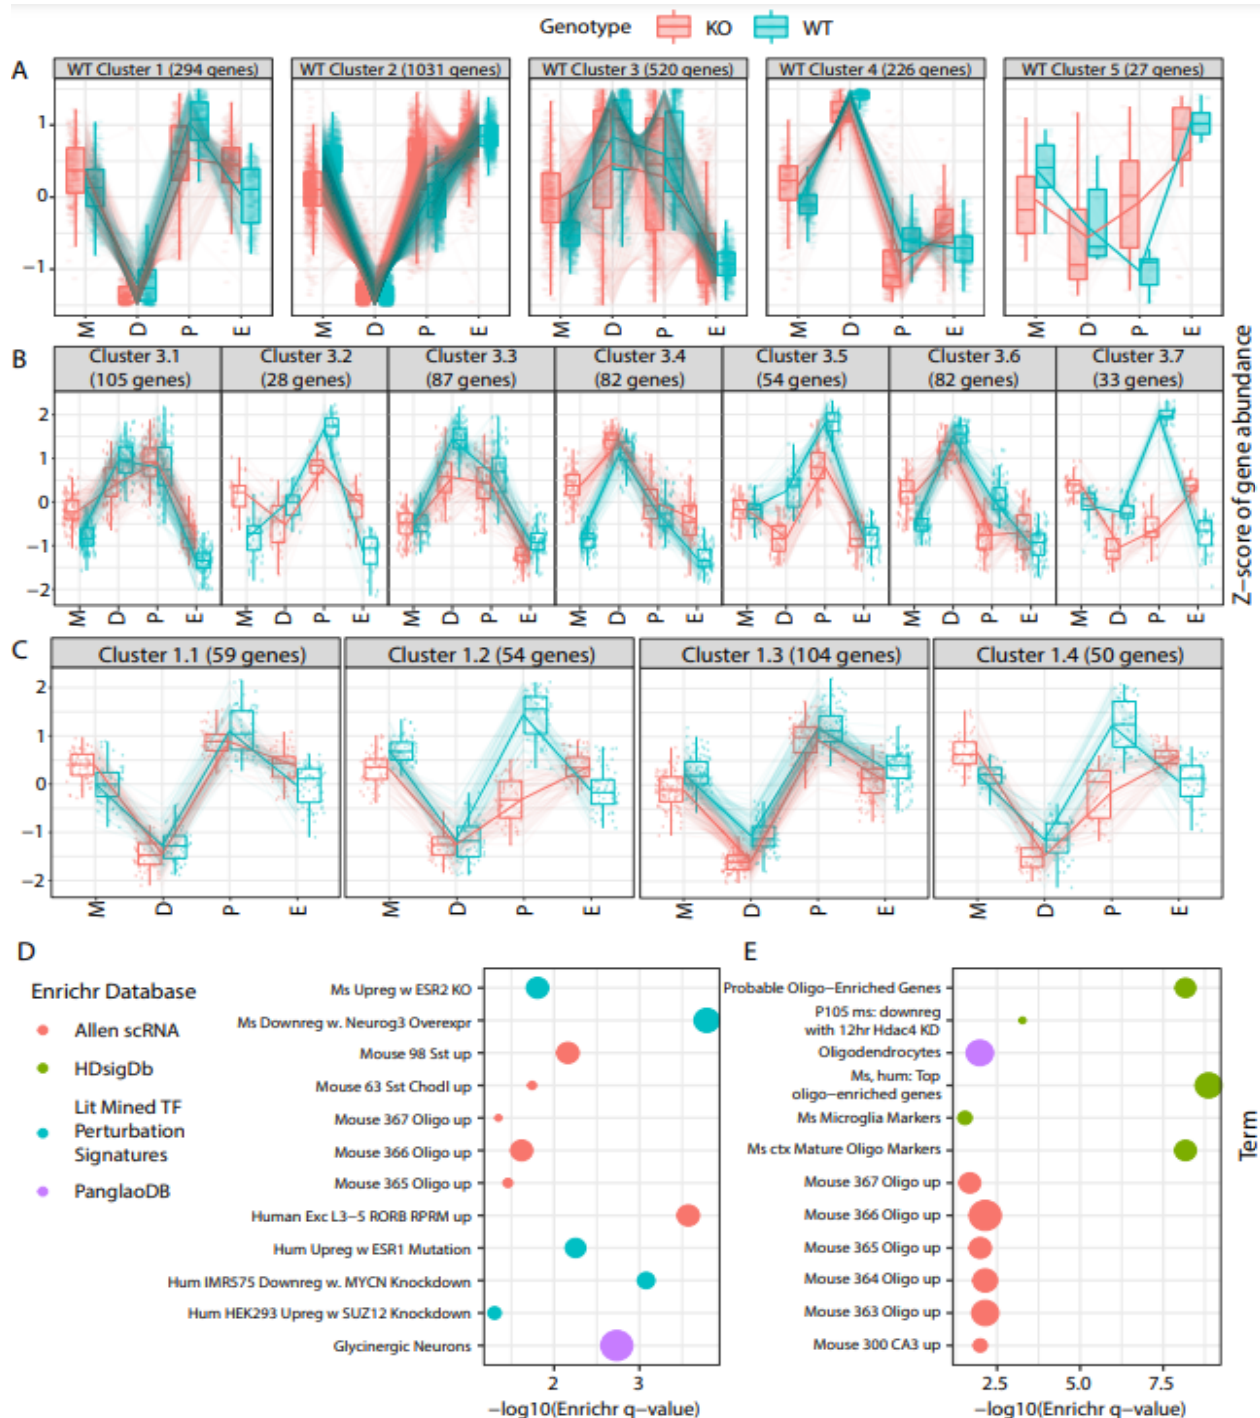 Genotype KO WT
A
WT Cluster 1 (294 genes) WT Cluster 2 (1031 genes) WT Cluster 3 (520 genes) WT Cluster 4 (226 genes) WT Cluster 5 (27 genes)
1
0
−1
M D P E M D P E M D P E M D P E M D P E
Z−score of gene abundance
B
Cluster 3.1 Cluster 3.2 Cluster 3.3 Cluster 3.4 Cluster 3.5 Cluster 3.6 Cluster 3.7
(105 genes) (28 genes) (87 genes) (82 genes) (54 genes) (82 genes) (33 genes)
2
1
0
−1
−2
M D P E M D P E M D P E M D P E M D P E M D P E M D P E
C
Cluster 1.1 (59 genes) Cluster 1.2 (54 genes) Cluster 1.3 (104 genes) Cluster 1.4 (50 genes)
2
1
0
−1
−2
M D P E M D P E M D P E M D P E
D
Enrichr Database
Allen scRNA
HDsigDb
Lit Mined TF
Perturbation
Signatures
PanglaoDB
Ms Upreg w ESR2 KO
Ms Downreg w. Neurog3 Overexpr
Mouse 98 Sst up
Mouse 63 Sst Chodl up
Mouse 367 Oligo up
Mouse 366 Oligo up
Mouse 365 Oligo up
Human Exc L3−5 RORB RPRM up
Hum Upreg w ESR1 Mutation
Hum IMR575 Downreg w. MYCN Knockdown
Hum HEK293 Upreg w SUZ12 Knockdown
Glycinergic Neurons
2 3
−log10(Enrichr q−value)
E
Probable Oligo−Enriched Genes
P105 ms: downreg
with 12hr Hdac4 KD
Oligodendrocytes
Ms, hum: Top
oligo−enriched genes
Ms Microglia Markers
Ms ctx Mature Oligo Markers
Mouse 367 Oligo up
Mouse 366 Oligo up
Mouse 365 Oligo up
Mouse 364 Oligo up
Mouse 363 Oligo up
Mouse 300 CA3 up
2.5 5.0 7.5
−log10(Enrichr q−value)
Term